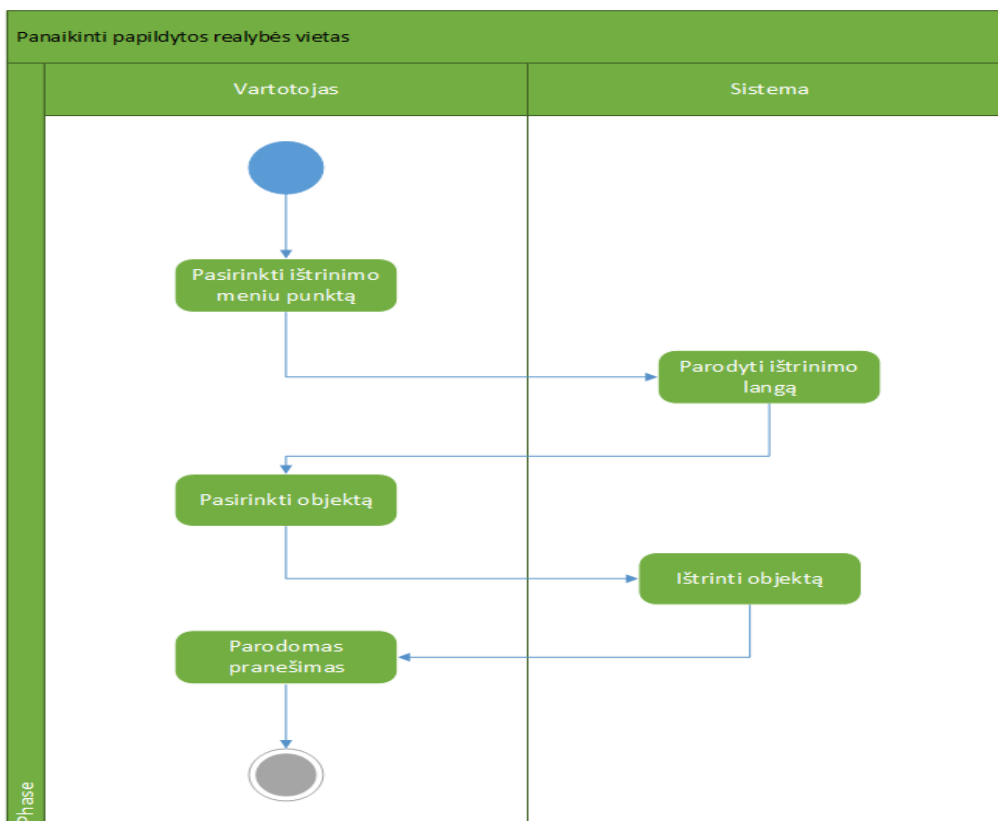 Panaikinti papildytos realybės vietas
Vartotojas
Sistema
Pasirinkti ištrinimo
meniu punktą
Parodyti ištrinimo
langą
Pasirinkti objektą
Ištrinti objektą
Parodomas
pranešimas
Phase